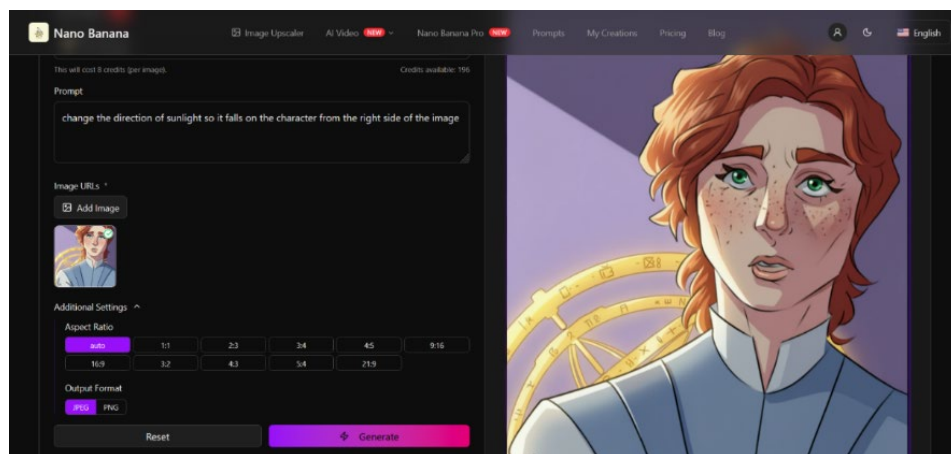 Nano Banana
Image Upscaler
AI Video NEW
Nano Banana Pro NEW
Prompts
My Creations
Pricing
Blog
English
This will cost 8 credits (per image).
Credits available: 196
Prompt
change the direction of sunlight so it falls on the character from the right side of the image
Image URLs *
Add Image
Additional Settings
Aspect Ratio
auto
1:1
2:3
3:4
4:5
9:16
16:9
3:2
4:3
5:4
21:9
Output Format
JPEG
PNG
Reset
Generate